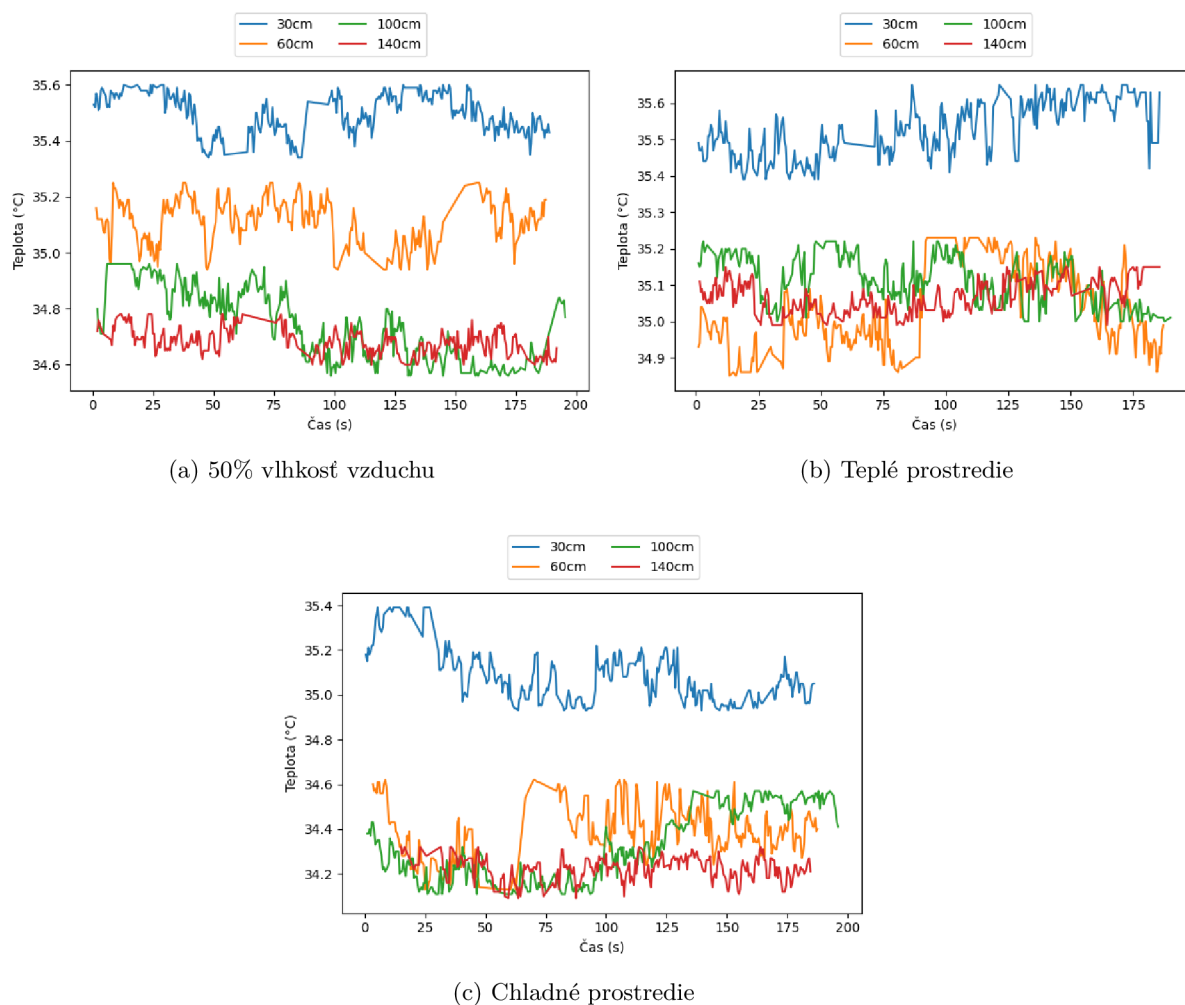 30cm 100cm
60cm 140cm
35.6
35.4
35.2
35.0
34.8
34.6
Teplota (°C)
0 25 50 75 100 125 150 175 200
Čas (s)
(a) 50% vlhkosť vzduchu
30cm 100cm
60cm 140cm
35.6
35.5
35.4
35.3
35.2
35.1
35.0
34.9
Teplota (°C)
0 25 50 75 100 125 150 175
Čas (s)
(b) Teplé prostredie
30cm 100cm
60cm 140cm
35.4
35.2
35.0
34.8
34.6
34.4
34.2
Teplota (°C)
0 25 50 75 100 125 150 175 200
Čas (s)
(c) Chladné prostredie